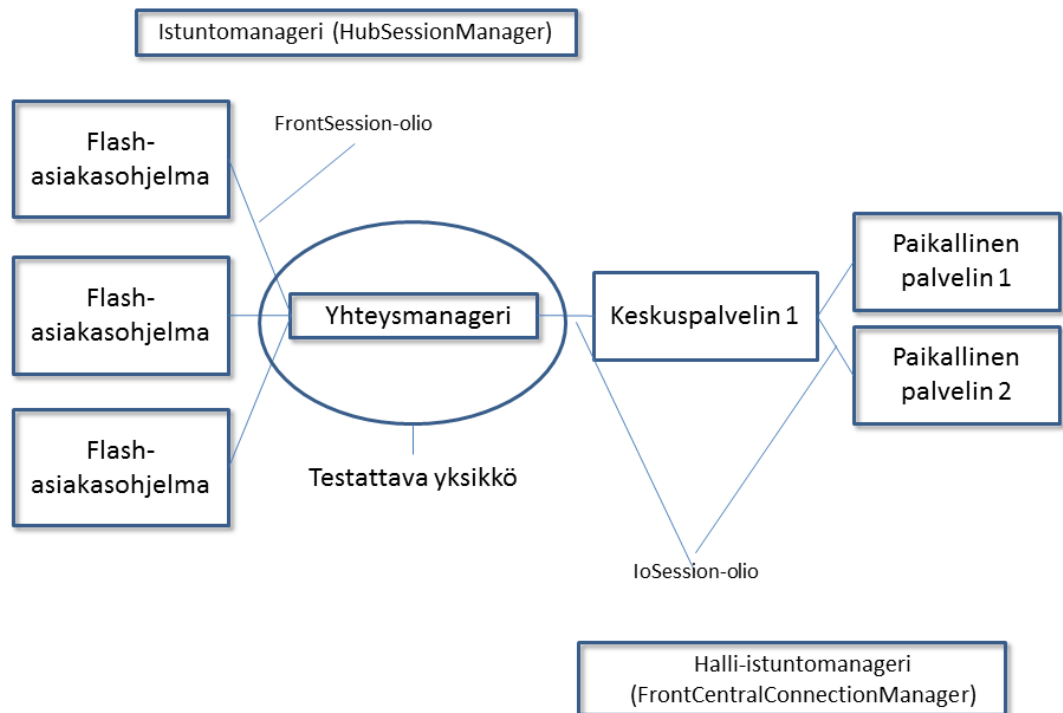 Istuntomanageri (HubSessionManager)
Flash-
asiakasohjelma
FrontSession-olio
Flash-
asiakasohjelma
Flash-
asiakasohjelma
Yhteysmanageri
Testattava yksikkö
Keskuspalvelin 1
Paikallinen
palvelin 1
Paikallinen
palvelin 2
IoSession-olio
Halli-istuntomanageri
(FrontCentralConnectionManager)